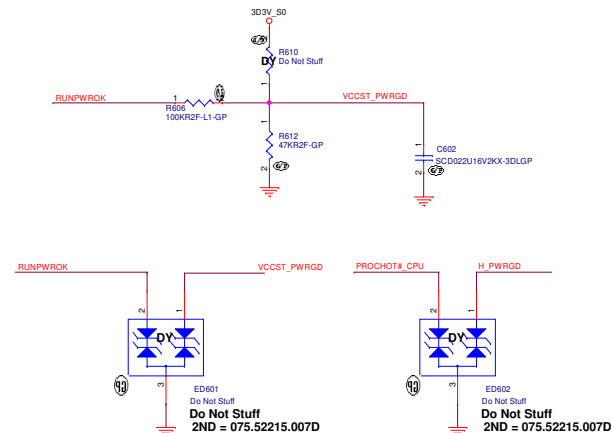 3D3V_S0
R610
DY Do Not Stuff
1
RUNPWROK
1
VCCST_PWRGD
R606
100KR2F-L1-GP
1
R612
47KR2F-GP
2
1
C602
SCD022U16V2KX-3DLGP
2
RUNPWROK
VCCST_PWRGD
PROCHOT#_CPU
H_PWRGD
2
1
2
1
DY
DY
3
3
ED601
ED602
Do Not Stuff
Do Not Stuff
Do Not Stuff
Do Not Stuff
2ND = 075.52215.007D
2ND = 075.52215.007D